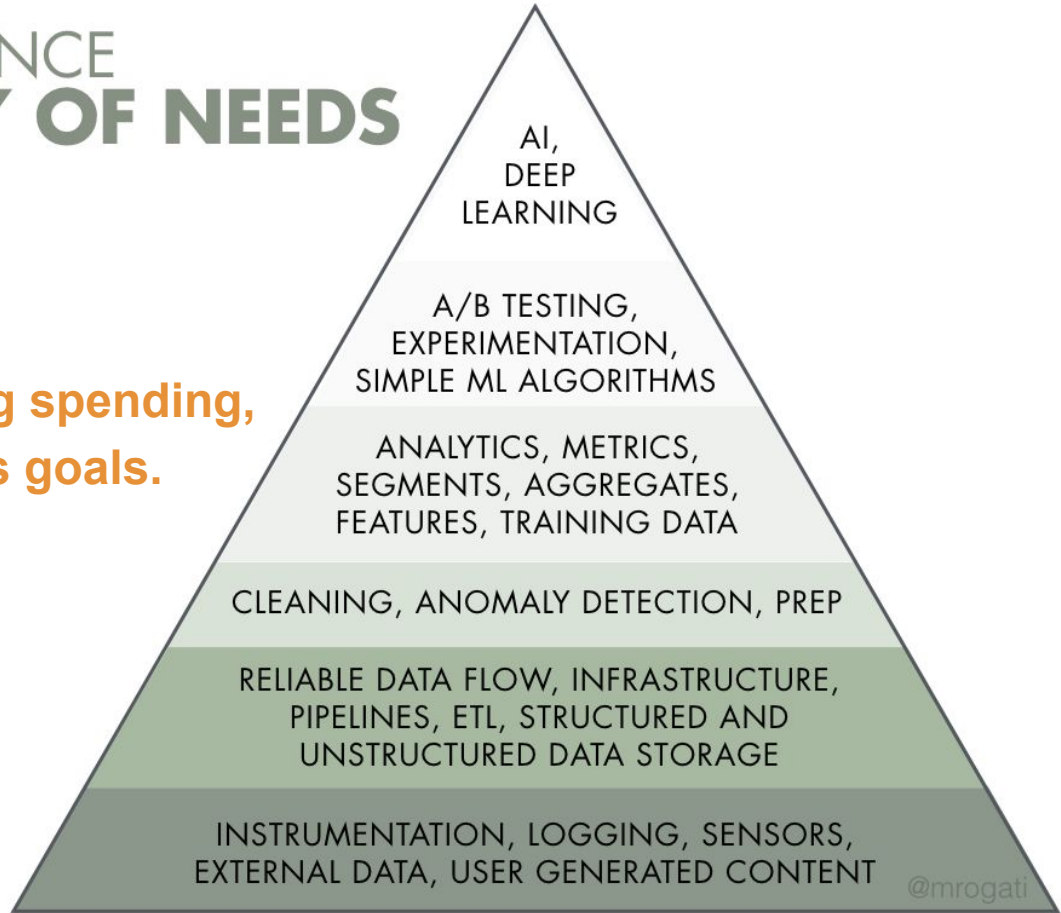 NCE
Y OF NEEDS
AI,
DEEP
LEARNING
A/B TESTING,
EXPERIMENTATION,
SIMPLE ML ALGORITHMS
g spending,
s goals.
ANALYTICS, METRICS,
SEGMENTS, AGGREGATES,
FEATURES, TRAINING DATA
CLEANING, ANOMALY DETECTION, PREP
RELIABLE DATA FLOW, INFRASTRUCTURE,
PIPELINES, ETL, STRUCTURED AND
UNSTRUCTURED DATA STORAGE
INSTRUMENTATION, LOGGING, SENSORS,
EXTERNAL DATA, USER GENERATED CONTENT
@mrogati